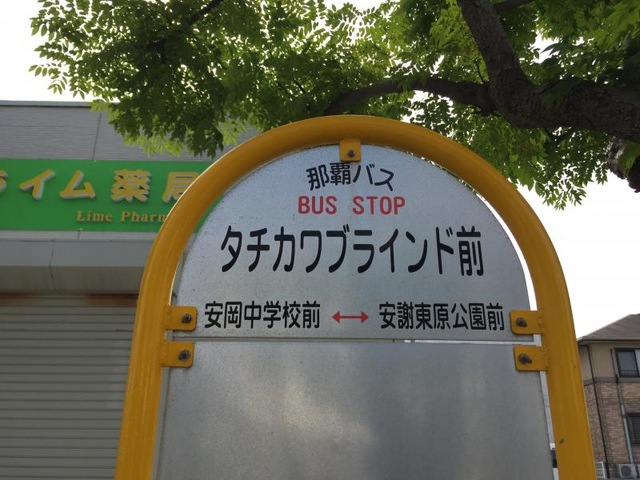 ライム薬局
Lime Pharm
那覇バス
BUS STOP
タチカワブラインド前
安岡中学校前 ↔ 安謝東原公園前